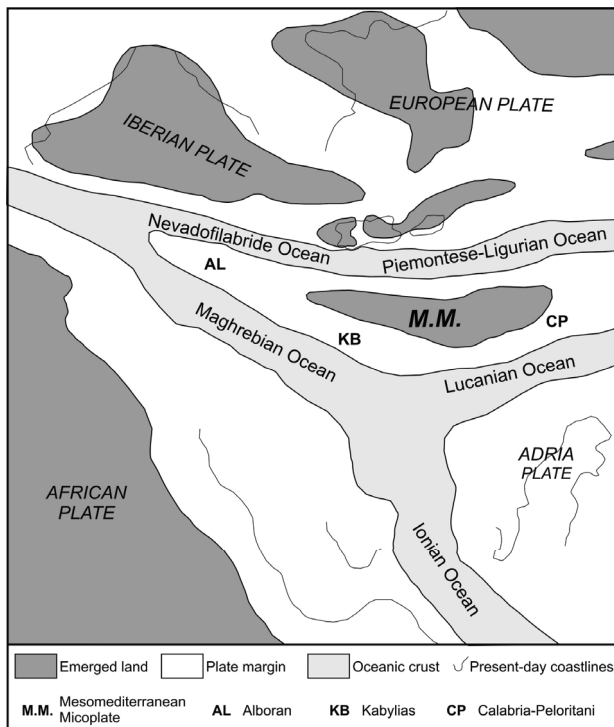 EUROPEAN PLATE
IBERIAN PLATE
Nevadofilabride Ocean
Piemontese-Ligurian Ocean
AL
M.M.
CP
KB
Maghrebian Ocean
Lucanian Ocean
ADRIA
PLATE
AFRICAN
PLATE
Ionian Ocean
Emerged land
Plate margin
Oceanic crust
Present-day coastlines
M.M. Mesomediterranean
Micoplate
AL Alboran
KB Kabylias
CP Calabria-Peloritani